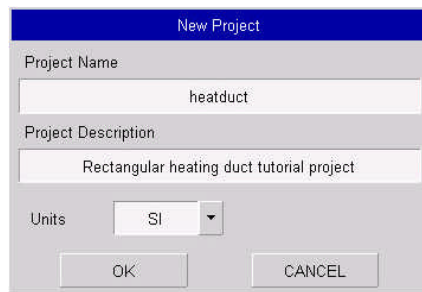 New Project
Project Name
heatduct
Project Description
Rectangular heating duct tutorial project
Units SI
OK CANCEL